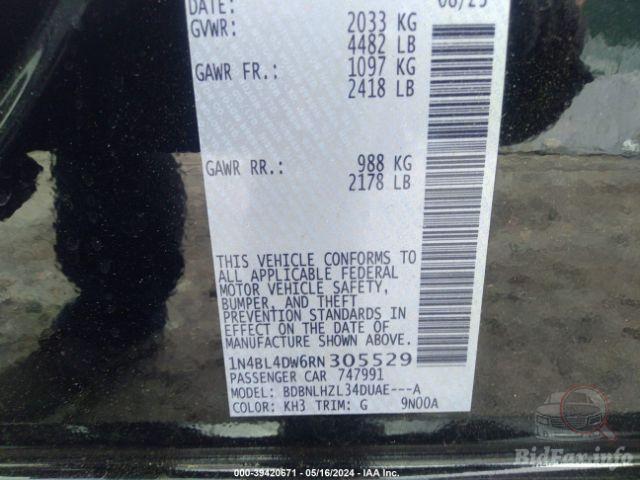 DATE: 08/23
GVWR: 2033 KG
4482 LB
GAWR FR.: 1097 KG
2418 LB
GAWR RR.: 988 KG
2178 LB
THIS VEHICLE CONFORMS TO
ALL APPLICABLE FEDERAL
MOTOR VEHICLE SAFETY,
BUMPER, AND THEFT
PREVENTION STANDARDS IN
EFFECT ON THE DATE OF
MANUFACTURE SHOWN ABOVE.
1N4BL4DW6RN305529
PASSENGER CAR 747991
MODEL: BDBNLHZL34DUAE---A
COLOR: KH3 TRIM: G 9N00A
BidFax.info
000-39420671 - 05/16/2024 - IAA Inc.